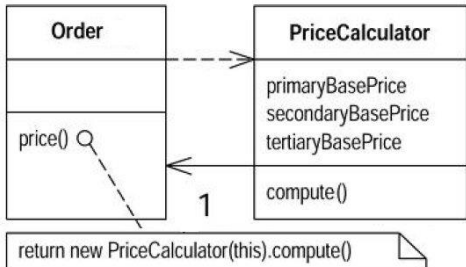 Order
PriceCalculator
primaryBasePrice
secondaryBasePrice
tertiaryBasePrice
price()
1
compute()
return new PriceCalculator(this).compute()